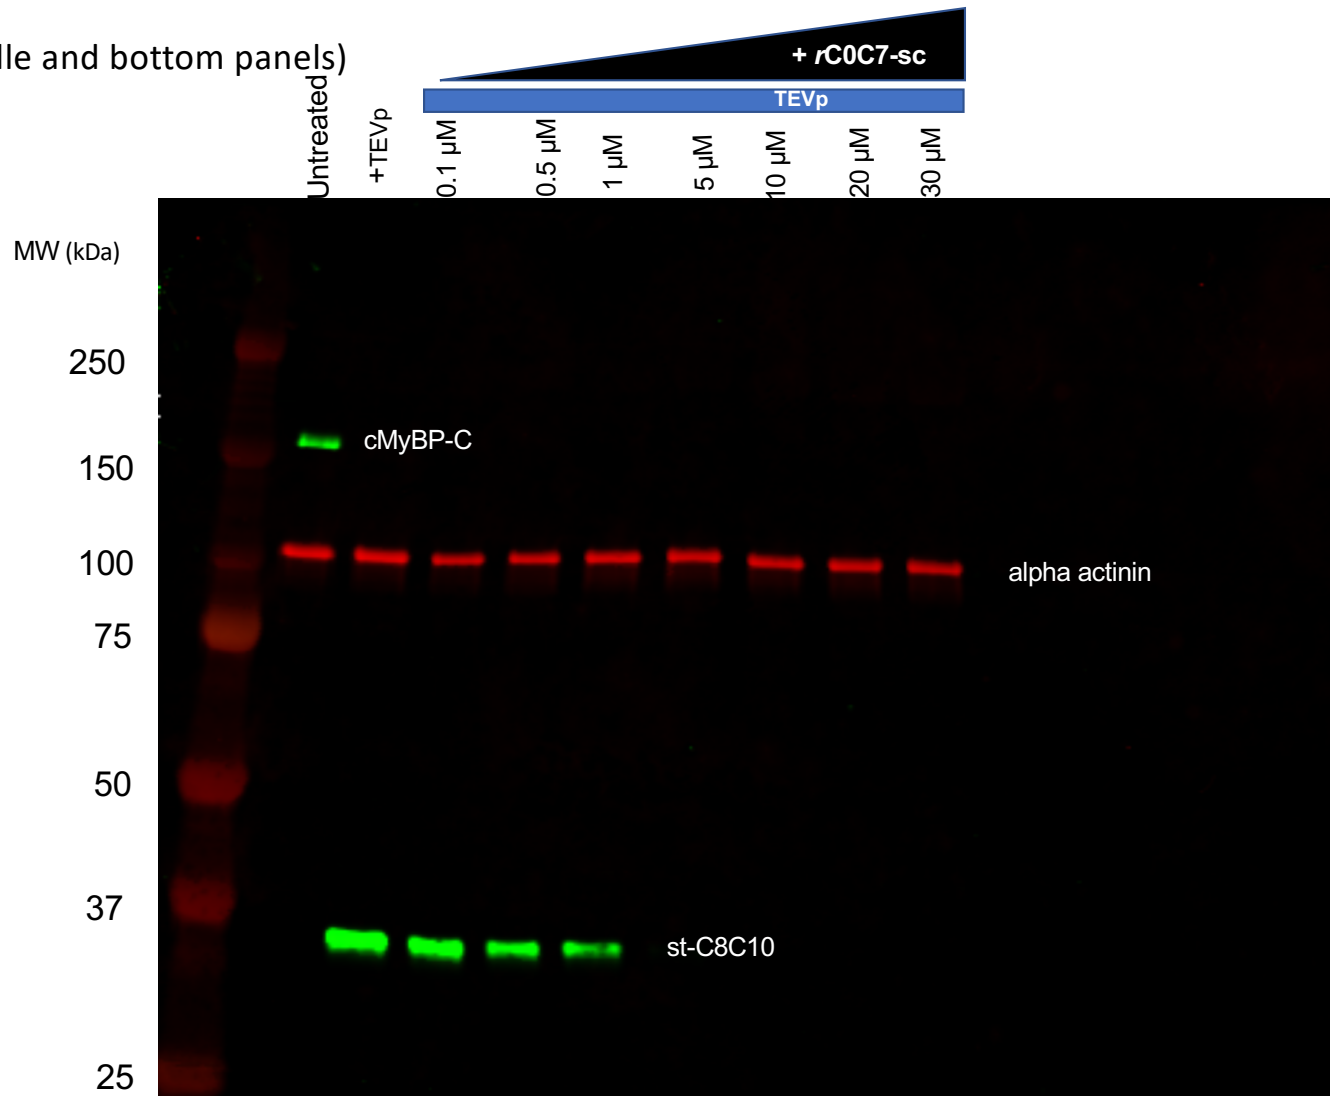 lle and bottom panels)
+ rC0C7-sc
TEVp
Untreated
+TEVp
0.1 µM
0.5 µM
1 µM
5 µM
10 µM
20 µM
30 µM
MW (kDa)
250
cMyBP-C
150
100
alpha actinin
75
50
37
st-C8C10
25